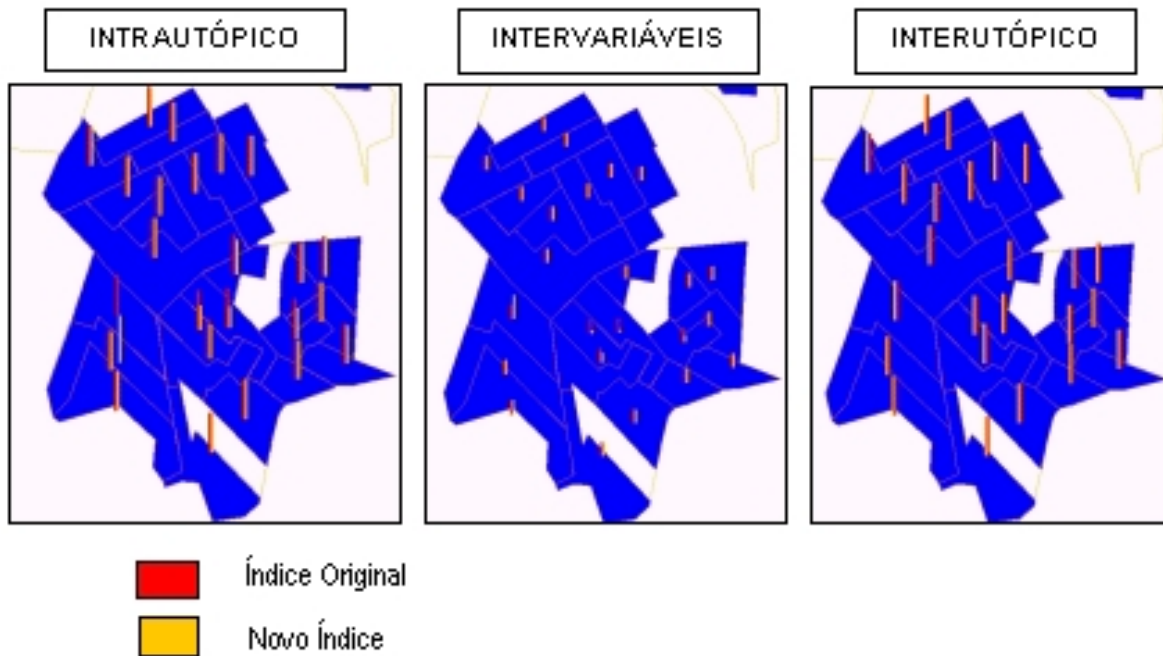 INTRAUTÓPICO
INTERVARIÁVEIS
INTERUTÓPICO
Índice Original
Novo Índice